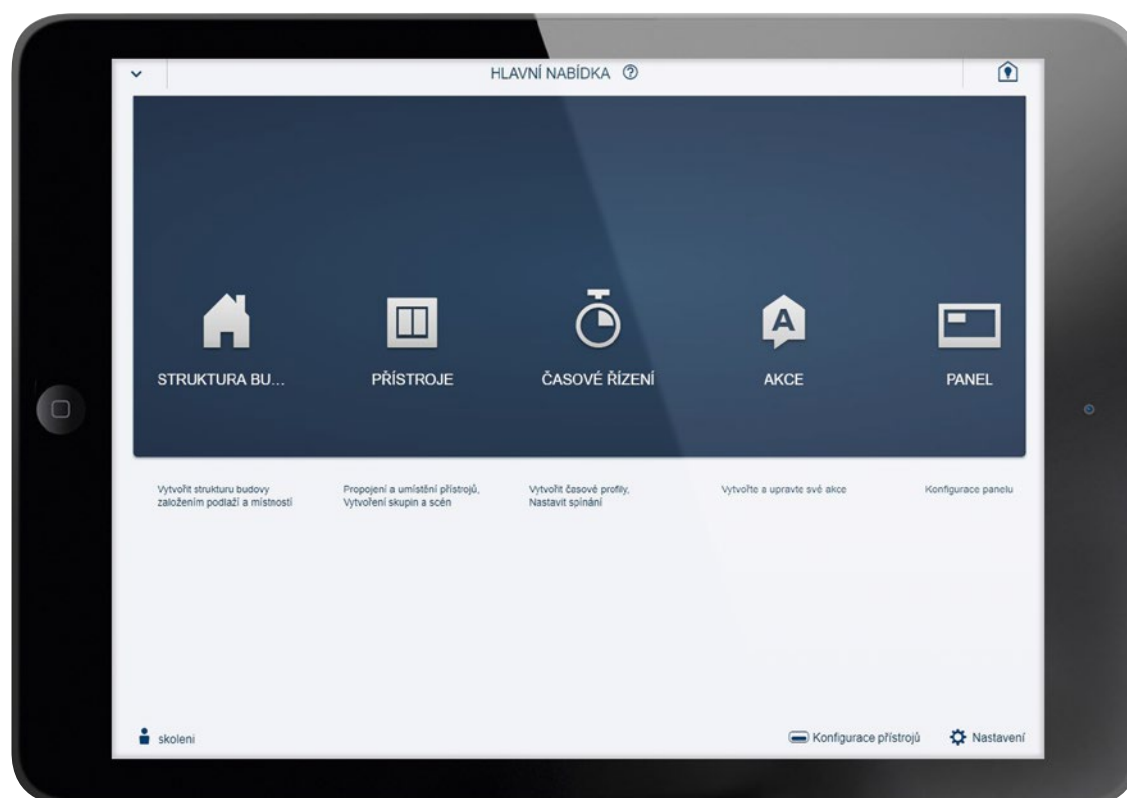 HLAVNÍ NABÍDKA ?
STRUKTURA BU...
PŘÍSTROJE
ČASOVÉ ŘÍZENÍ
A
AKCE
PANEL
Vytvořit strukturu budovy
založením podlaží a místností
Propojení a umístění přístrojů,
Vytvoření skupin a scén
Vytvořit časové profily,
Nastavit spínání
Vytvořte a upravte své akce
Konfigurace panelu
skoleni
Konfigurace přístrojů
Nastavení